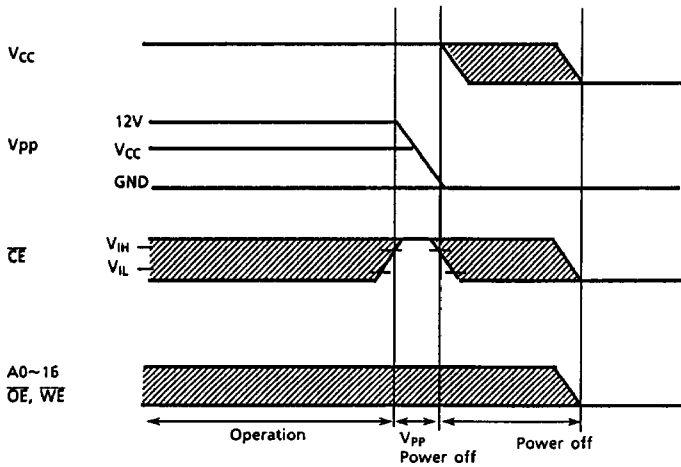 VCC
12V
Vpp
VCC
GND
VIH
CE
VIL
A0~16
OE, WE
Operation
VPP
Power off
Power off